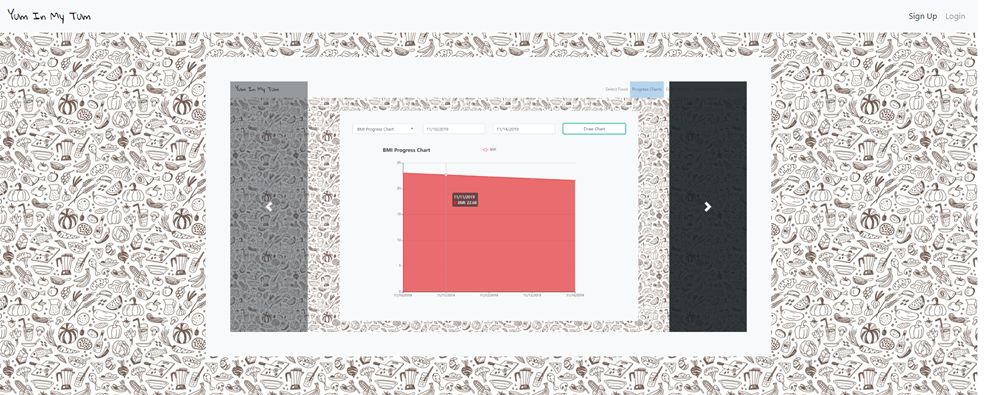 Yum In My Tum
Sign Up Login
Yum In My Tum
Select Food Progress Charts
BMI Progress Chart 11/10/2019 11/14/2019 Draw Chart
BMI Progress Chart
BMI
25
20
15
10
5
0
11/11/2019
BMI: 22.68
11/10/2019 11/11/2019 11/12/2019 11/13/2019 11/14/2019